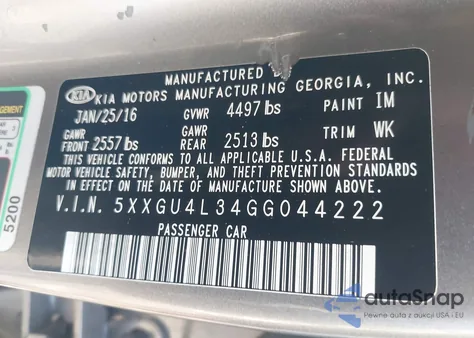 MANUFACTURED
KIA KIA MOTORS MANUFACTURING GEORGIA, INC.
JAN/25/16 GVWR 4497 lbs PAINT IM
GAWR FRONT 2557 lbs GAWR REAR 2513 lbs TRIM WK
THIS VEHICLE CONFORMS TO ALL APPLICABLE U.S.A. FEDERAL
MOTOR VEHICLE SAFETY, BUMPER, AND THEFT PREVENTION STANDARDS
IN EFFECT ON THE DATE OF MANUFACTURE SHOWN ABOVE.
V.I.N. 5XXGU4L34GG044222
PASSENGER CAR
5200
autaSnap
Pewne auta z aukcji USA i EU